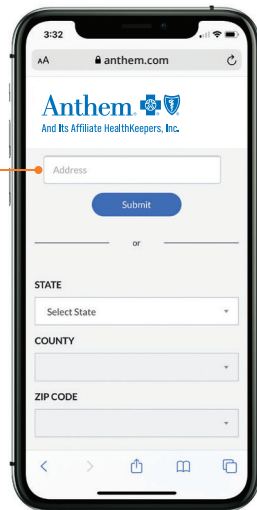 3:32
AA anthem.com
Anthem
And Its Affiliate HealthKeepers, Inc.
Address
Submit
or
STATE
Select State
COUNTY
ZIP CODE